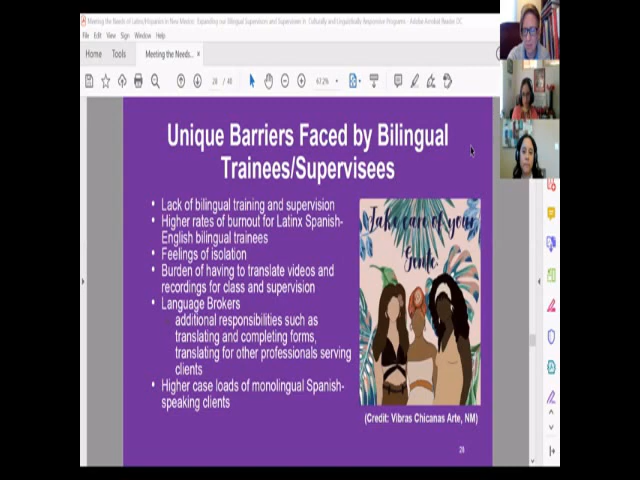 Meeting the Needs of Latinx/Hispanics in New Mexico: Expanding our Bilingual Supervisors and Supervisees in Culturally and Linguistically Responsive Programs - Adobe Acrobat Reader DC
File Edit View Sign Window Help
Home Tools Meeting the Needs... ×
28 / 40 67.2%
Unique Barriers Faced by Bilingual
Trainees/Supervisees
• Lack of bilingual training and supervision
• Higher rates of burnout for Latinx Spanish-
English bilingual trainees
• Feelings of isolation
• Burden of having to translate videos and
recordings for class and supervision
• Language Brokers
additional responsibilities such as
translating and completing forms,
translating for other professionals serving
clients
• Higher case loads of monolingual Spanish-
speaking clients
Take care of your
Gente
(Credit: Vibras Chicanas Arte, NM)
28